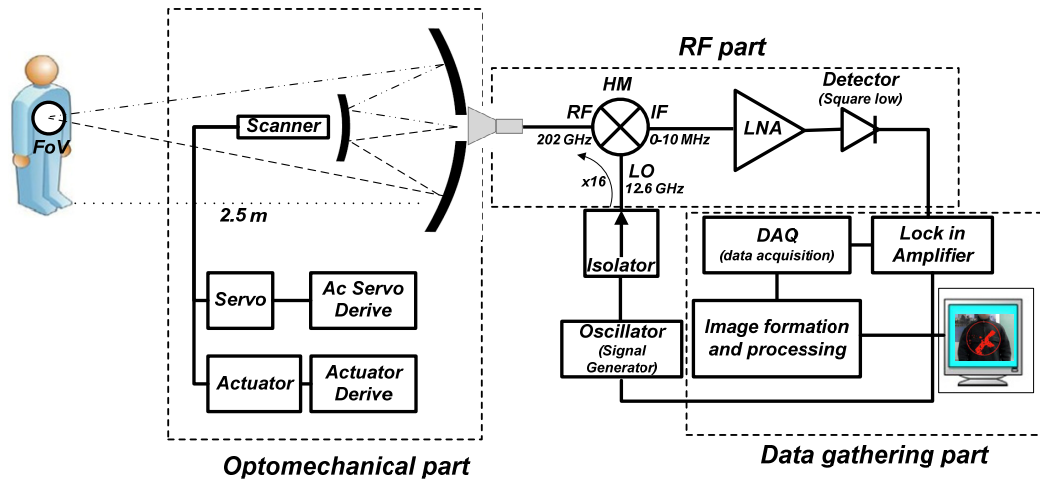 RF part
HM
Detector
(Square low)
RF
IF
LNA
202 GHz
0-10 MHz
LO
12.6 GHz
x16
Scanner
FoV
2.5 m
Isolator
DAQ
(data acquisition)
Lock in
Amplifier
Servo
Ac Servo
Derive
Oscillator
(Signal
Generator)
Image formation
and processing
Actuator
Actuator
Derive
Optomechanical part
Data gathering part